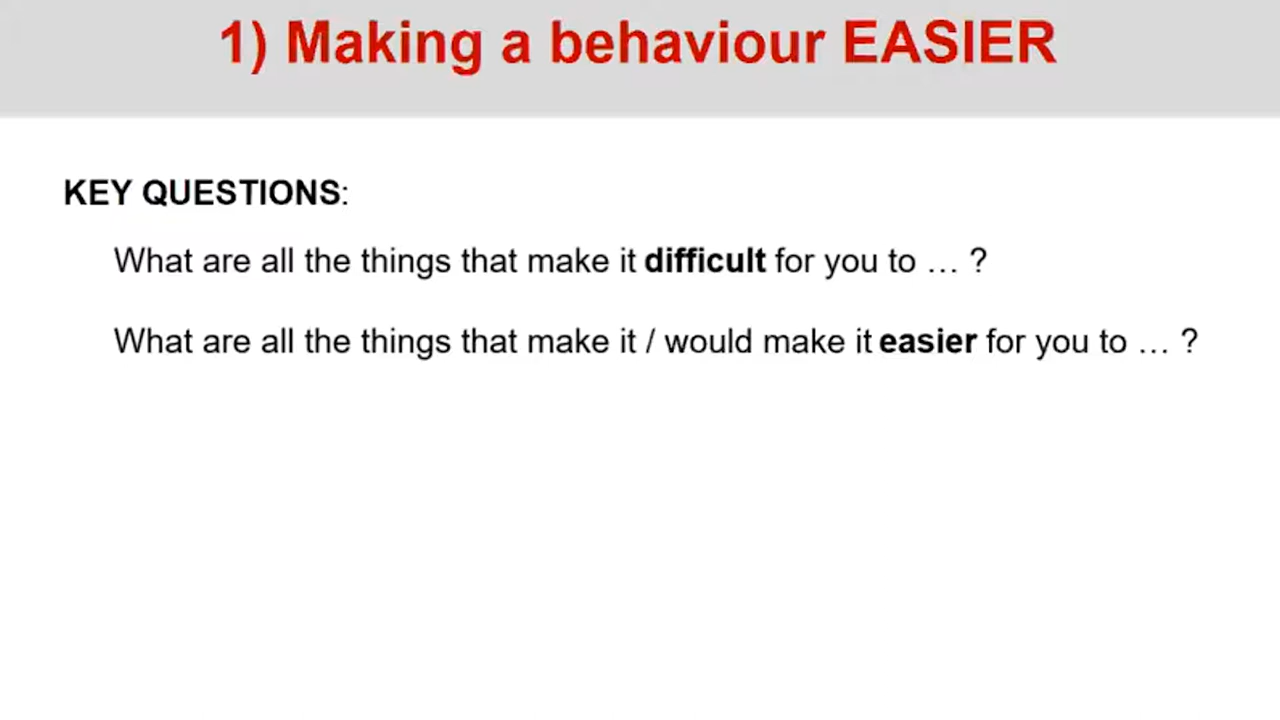 1) Making a behaviour EASIER
KEY QUESTIONS:
What are all the things that make it difficult for you to … ?
What are all the things that make it / would make it easier for you to … ?